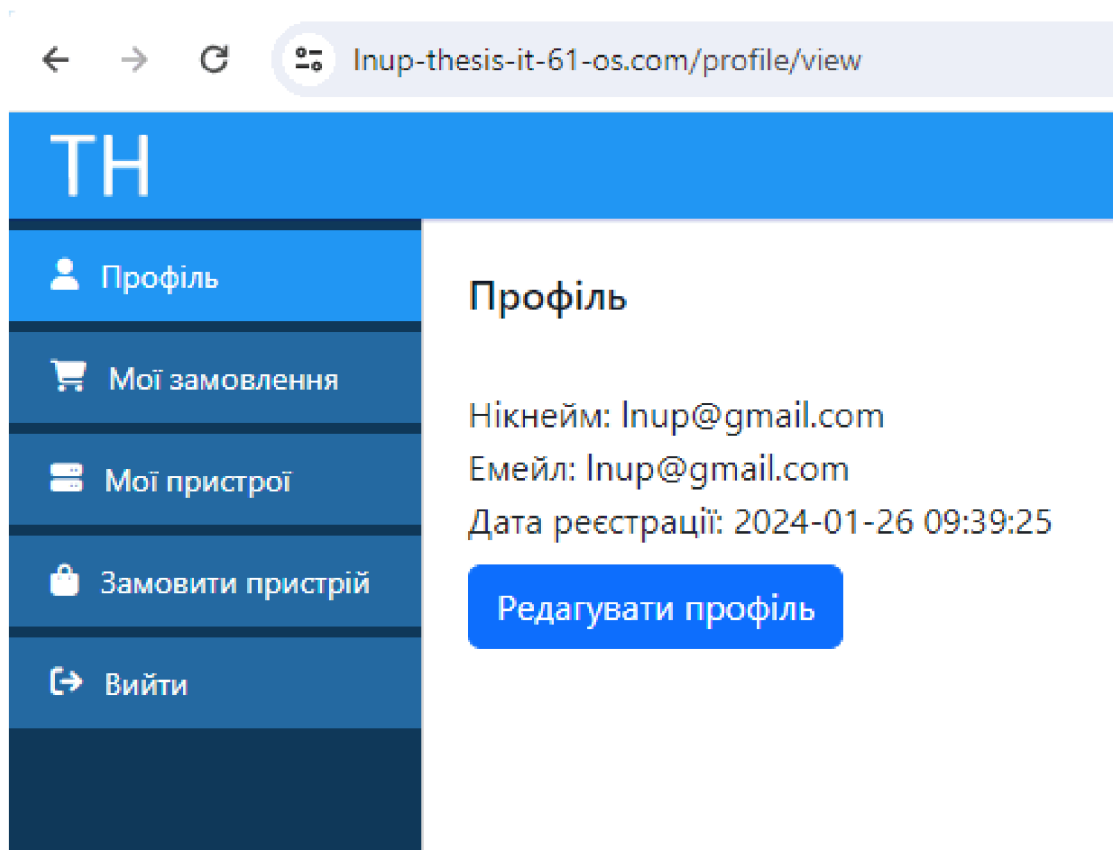 lnup-thesis-it-61-os.com/profile/view
TH
Профіль
Мої замовлення
Мої пристрої
Замовити пристрій
Вийти
Профіль
Нікнейм: lnup@gmail.com
Емейл: lnup@gmail.com
Дата реєстрації: 2024-01-26 09:39:25
Редагувати профіль